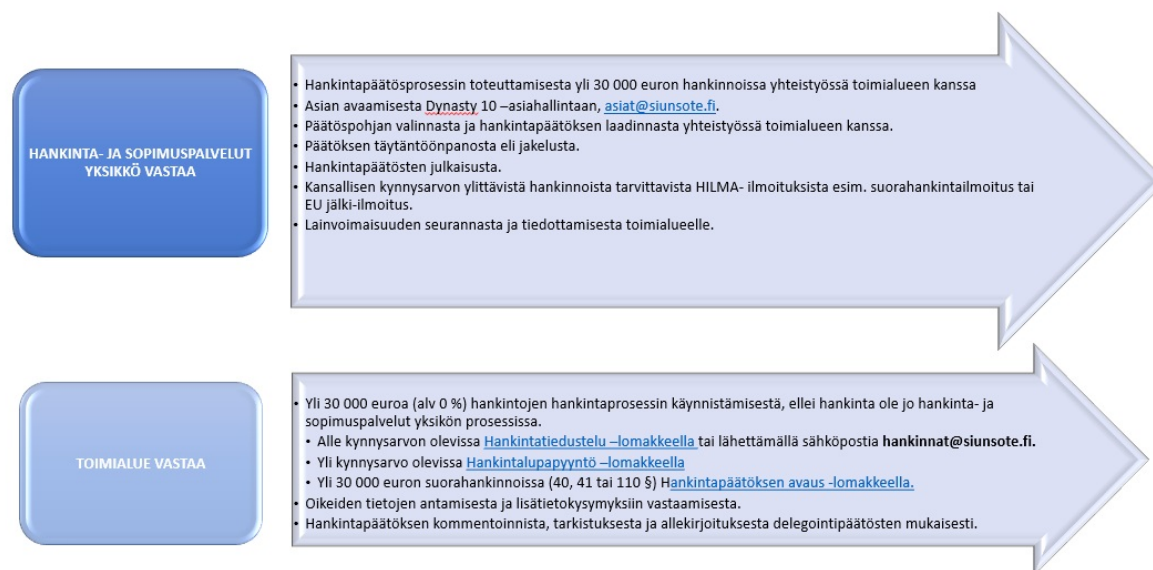 HANKINTA- JA SOPIMUSPALVELUT
YKSIKKÖ VASTAA
• Hankintapäätösprosessin toteuttamisesta yli 30 000 euron hankinnoissa yhteistyössä toimialueen kanssa
• Asian avaamisesta Dynasty 10 –asiahallintaan, asiat@siunsote.fi.
• Päätöspohjan valinnasta ja hankintapäätöksen laadinnasta yhteistyössä toimialueen kanssa.
• Päätöksen täytäntöönpanosta eli jakelusta.
• Hankintapäätösten julkaisusta.
• Kansallisen kynnysarvon ylittävistä hankinnoista tarvittavista HILMA- ilmoituksista esim. suorahankintailmoitus tai
EU jälki-ilmoitus.
• Lainvoimaisuuden seurannasta ja tiedottamisesta toimialueelle.
TOIMIALUE VASTAA
• Yli 30 000 euroa (alv 0 %) hankintojen hankintaprosessin käynnistämisestä, ellei hankinta ole jo hankinta- ja
sopimuspalvelut yksikön prosessissa.
• Alle kynnysarvon olevissa Hankintatiedustelu –lomakkeella tai lähettämällä sähköpostia hankinnat@siunsote.fi.
• Yli kynnysarvo olevissa Hankintalupapyyntö –lomakkeella
• Yli 30 000 euron suorahankinnoissa (40, 41 tai 110 §) Hankintapäätöksen avaus -lomakkeella.
• Oikeiden tietojen antamisesta ja lisätietokysymyksiin vastaamisesta.
• Hankintapäätöksen kommentoinnista, tarkistuksesta ja allekirjoituksesta delegointipäätösten mukaisesti.